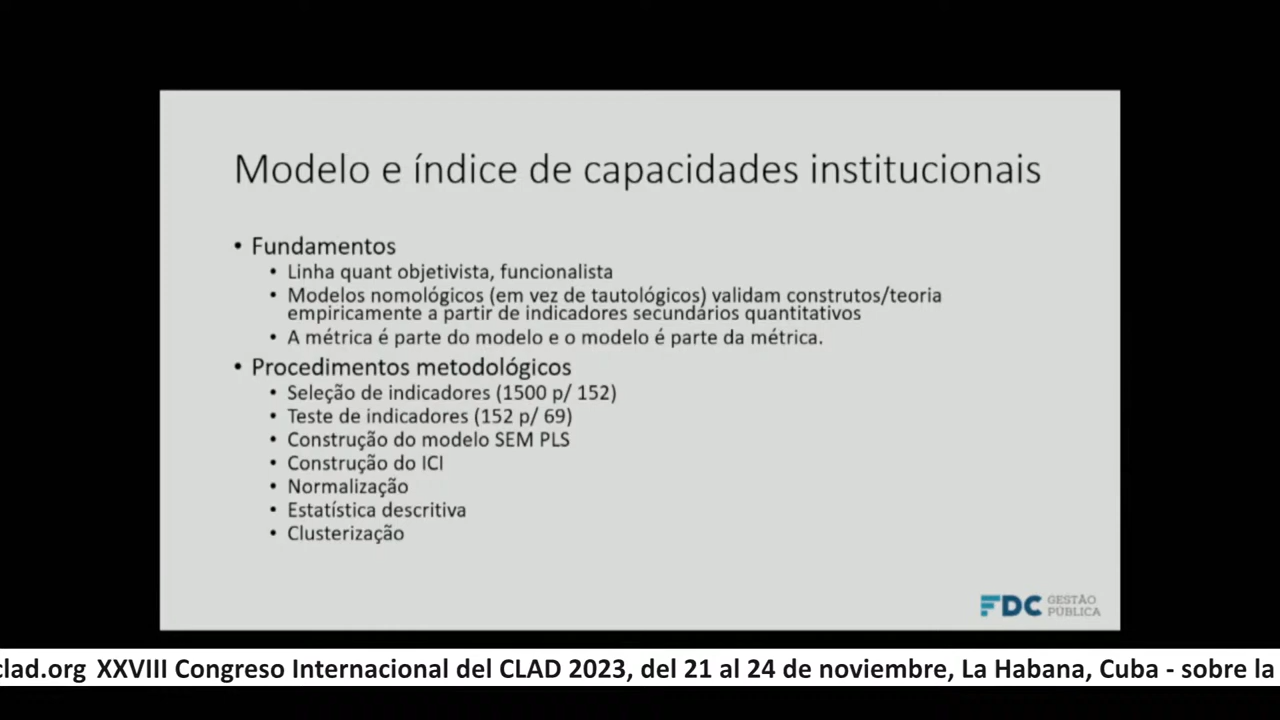 Modelo e índice de capacidades institucionais
• Fundamentos
• Linha quant objetivista, funcionalista
• Modelos nomológicos (em vez de tautológicos) validam construtos/teoria
empiricamente a partir de indicadores secundários quantitativos
• A métrica é parte do modelo e o modelo é parte da métrica.
• Procedimentos metodológicos
• Seleção de indicadores (1500 p/ 152)
• Teste de indicadores (152 p/ 69)
• Construção do modelo SEM PLS
• Construção do ICI
• Normalização
• Estatística descritiva
• Clusterização
FDC GESTÃO
PÚBLICA
clad.org XXVIII Congreso Internacional del CLAD 2023, del 21 al 24 de noviembre, La Habana, Cuba - sobre la